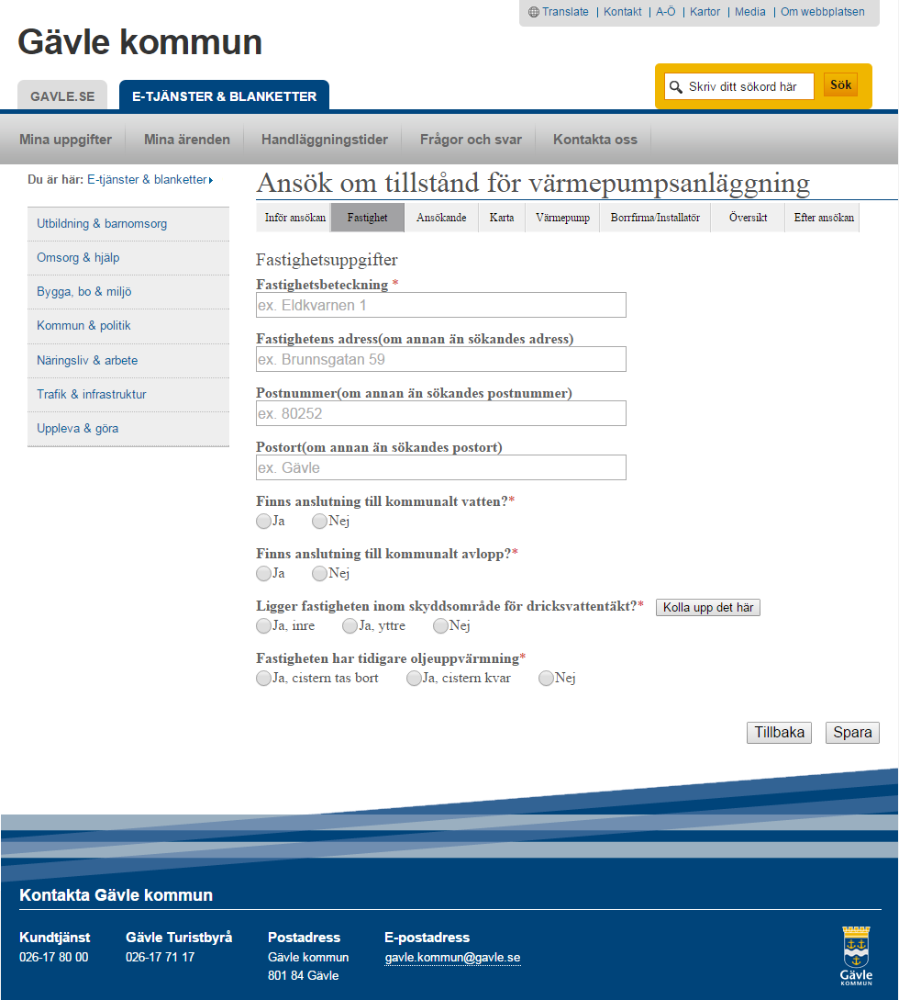 Translate | Kontakt | A-Ö | Kartor | Media | Om webbplatsen
Gävle kommun
GAVLE.SE
E-TJÄNSTER & BLANKETTER
Skriv ditt sökord här
Sök
Mina uppgifter
Mina ärenden
Handläggningstider
Frågor och svar
Kontakta oss
Du är här: E-tjänster & blanketter
Utbildning & barnomsorg
Omsorg & hjälp
Bygga, bo & miljö
Kommun & politik
Näringsliv & arbete
Trafik & infrastruktur
Uppleva & göra
Ansök om tillstånd för värmepumpsanläggning
Inför ansökan
Fastighet
Ansökande
Karta
Värmepump
Borrfirma/Installatör
Översikt
Efter ansökan
Fastighetsuppgifter
Fastighetsbeteckning *
ex. Eldkvarnen 1
Fastighetens adress(om annan än sökandes adress)
ex. Brunnsgatan 59
Postnummer(om annan än sökandes postnummer)
ex. 80252
Postort(om annan än sökandes postort)
ex. Gävle
Finns anslutning till kommunalt vatten?*
Ja Nej
Finns anslutning till kommunalt avlopp?*
Ja Nej
Ligger fastigheten inom skyddsområde för dricksvattentäkt?* Kolla upp det här
Ja, inre Ja, yttre Nej
Fastigheten har tidigare oljeuppvärmning*
Ja, cistern tas bort Ja, cistern kvar Nej
Tillbaka Spara
Kontakta Gävle kommun
Kundtjänst
026-17 80 00
Gävle Turistbyrå
026-17 71 17
Postadress
Gävle kommun
801 84 Gävle
E-postadress
gavle.kommun@gavle.se
Gävle
KOMMUN